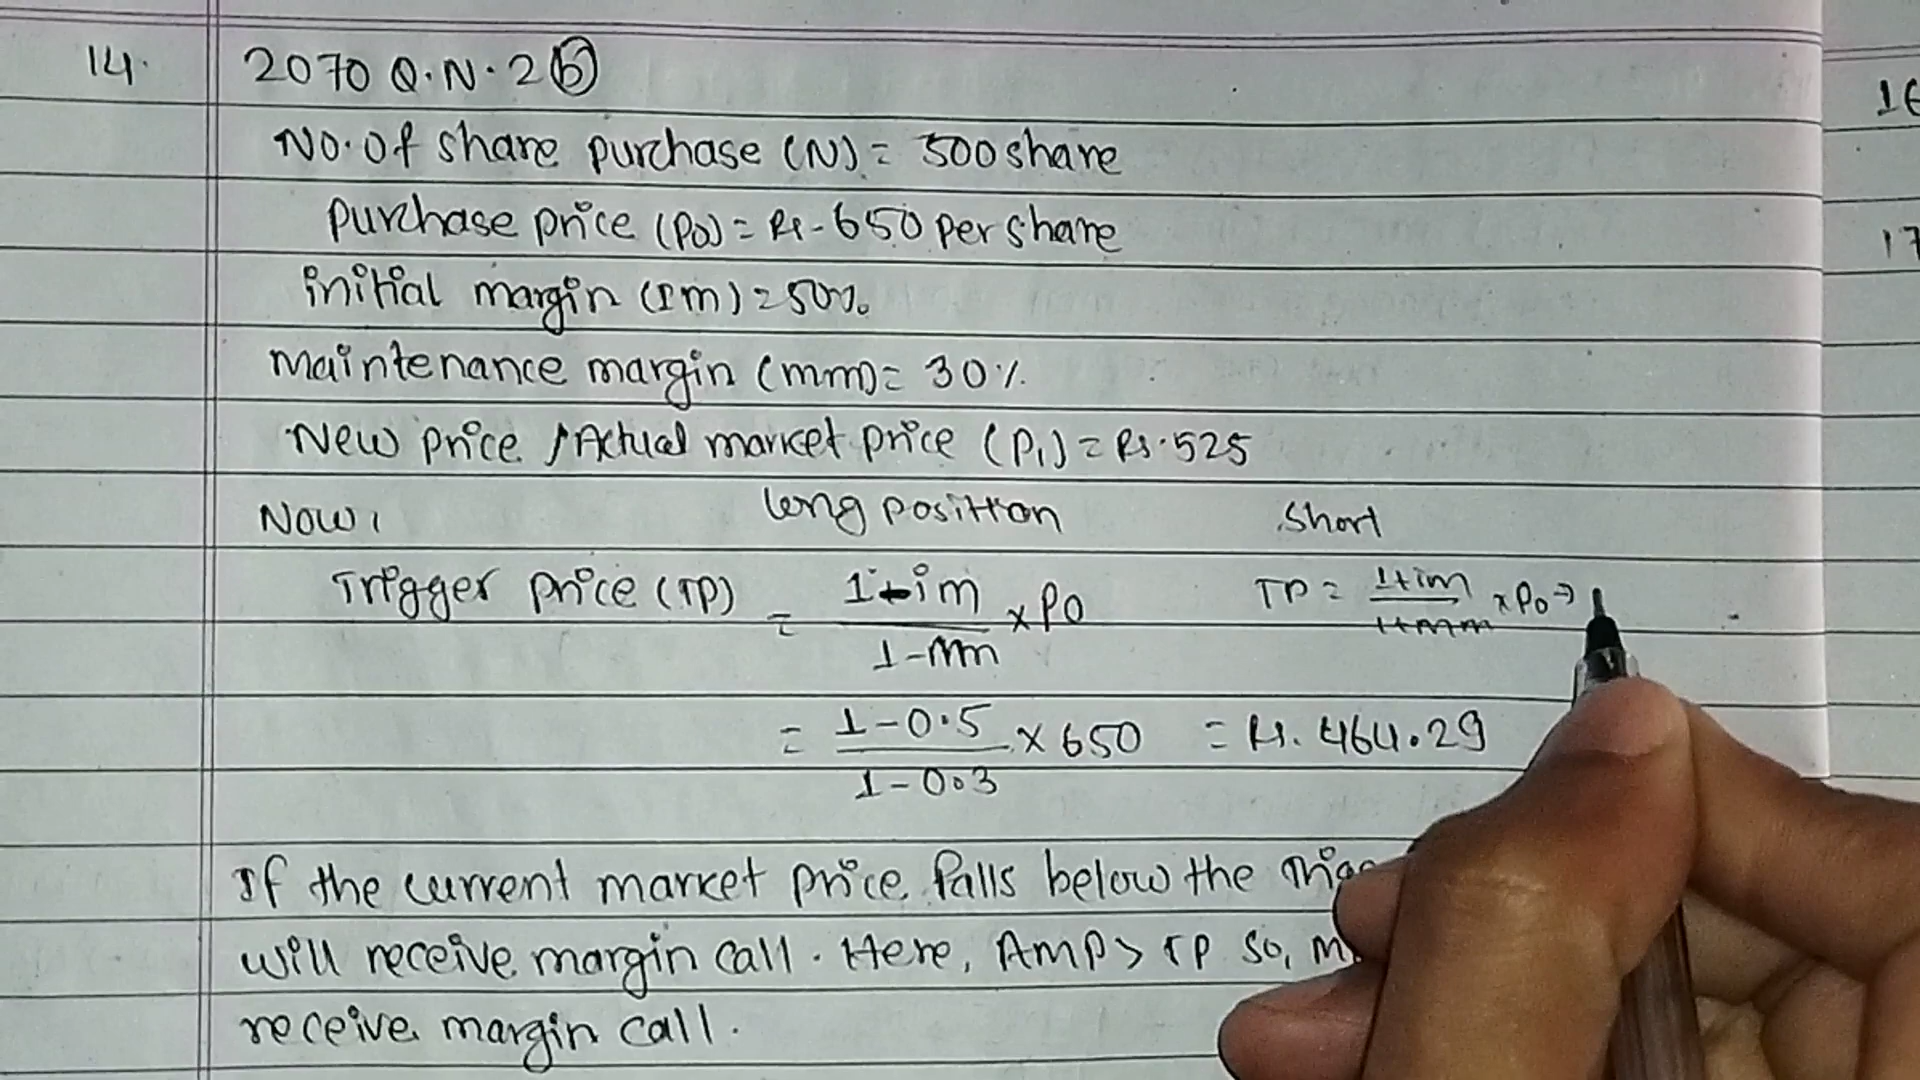 14. 2070 Q.N.2(b)
No. of share purchase (N) = 500 share
purchase price (P0) = Rs. 650 per share
initial margin (Im) = 50%
maintenance margin (mm) = 30%
New price / Actual market price (P1) = Rs. 525
Now, long position Short
Trigger price (TP) = 1-im / 1-mm × P0 TP = 1+im / 1+mm × P0 →
= 1-0.5 / 1-0.3 × 650 = Rs. 464.29
If the current market price falls below the
will receive margin call. Here, AMP > TP so,
receive margin call.
17